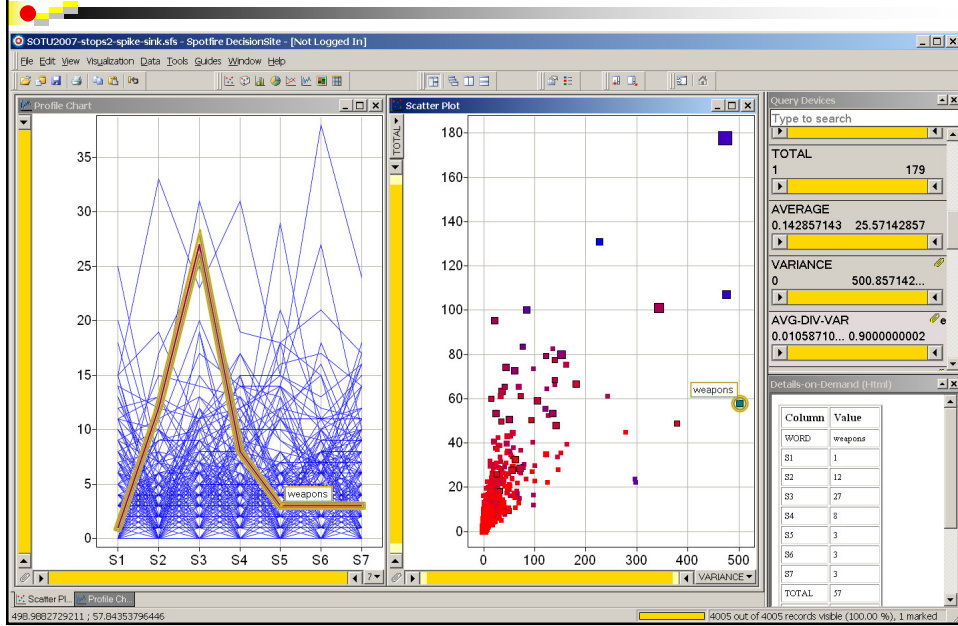 SOTU2007-stops2-spike-sink.sfs - Spotfire DecisionSite - [Not Logged In]
File Edit View Visualization Data Tools Guides Window Help
Profile Chart
35
30
25
20
15
10
5
0
weapons
S1 S2 S3 S4 S5 S6 S7
?
Scatter Plot
TOTAL
180
160
140
120
100
80
60
40
20
0
weapons
0 100 200 300 400 500
VARIANCE
Query Devices
Type to search
TOTAL
1 179
AVERAGE
0.142857143 25.57142857
VARIANCE
0 500.857142...
AVG-DIV-VAR e
0.01058710... 0.9000000002
Details-on-Demand (Html)
Column Value
WORD weapons
S1 1
S2 12
S3 27
S4 8
S5 3
S6 3
S7 3
TOTAL 57
Scatter Pl... Profile Ch...
498.9882729211 ; 57.84353796446
4005 out of 4005 records visible (100.00 %), 1 marked